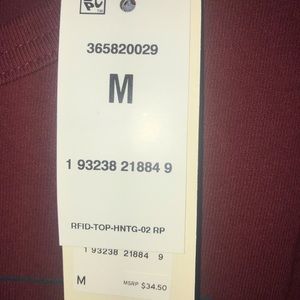 365820029
M
1 93238 21884 9
RFID-TOP-HNTG-02 RP
1 93238 21884 9
M MSRP $34.50